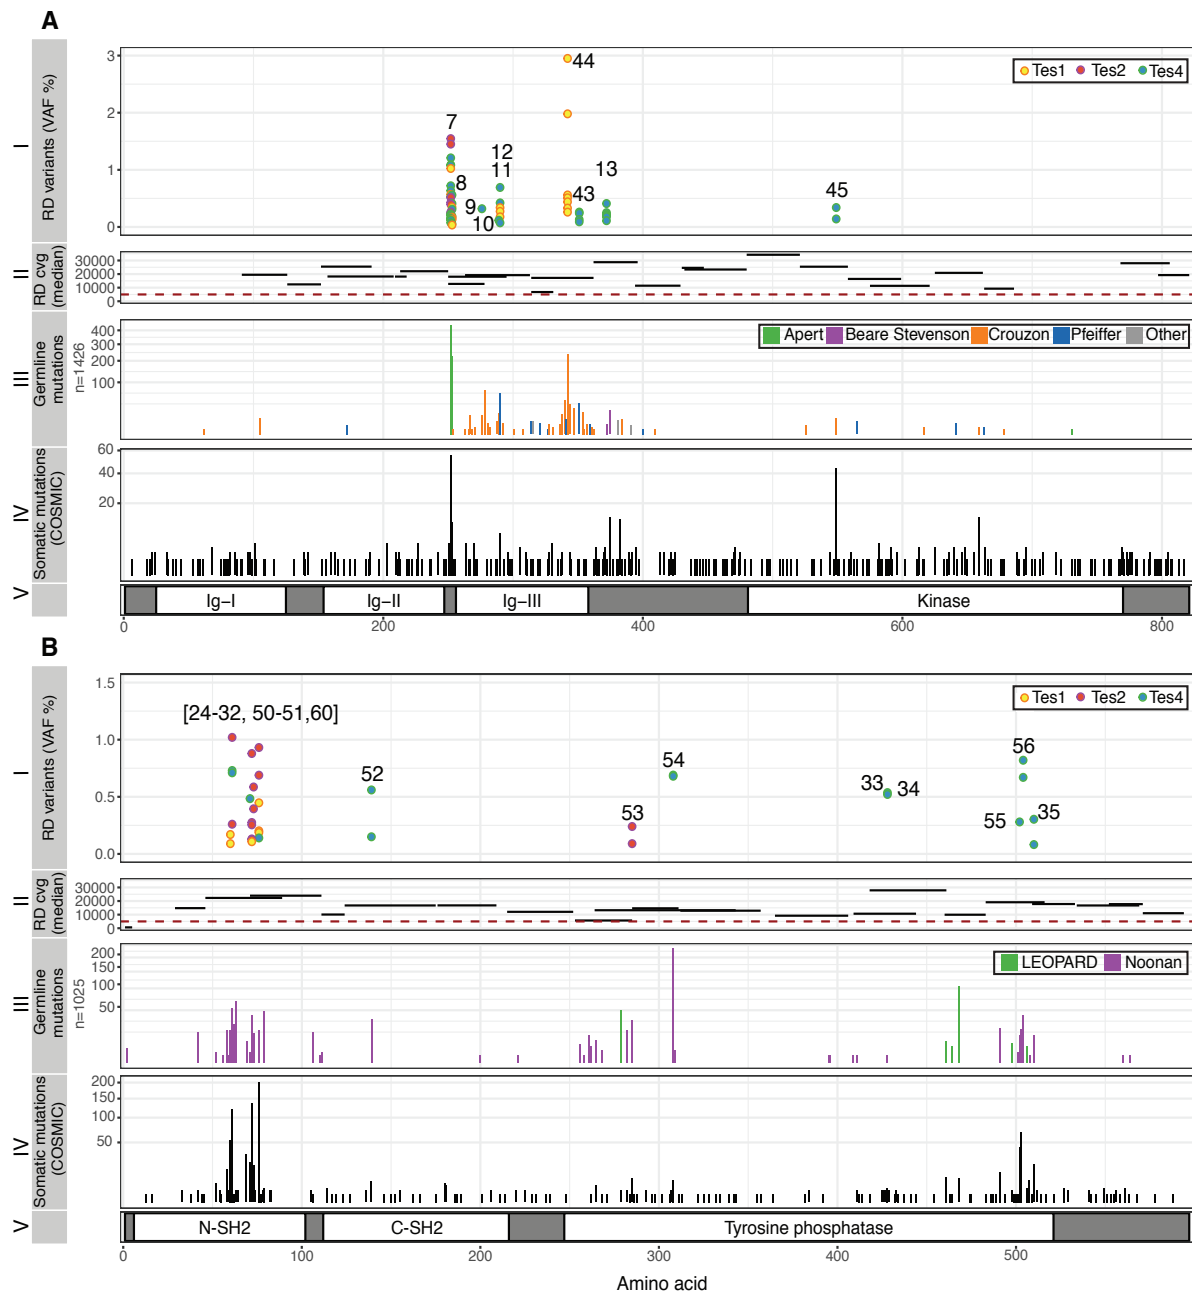 A
I
RD variants (VAF %)
3
2
1
0
44
7
12
11
13
8
43
9
10
45
Tes1 Tes2 Tes4
II
RD cvg
(median)
30000
20000
10000
0
III
Germline
mutations
n=1426
400
300
200
100
Apert Beare Stevenson Crouzon Pfeiffer Other
IV
Somatic mutations
(COSMIC)
60
40
20
V
Ig-I Ig-II Ig-III Kinase
0 200 400 600 800
B
I
RD variants (VAF %)
1.5
1.0
0.5
0.0
[24-32, 50-51,60]
52
54
53
33 34
56
55
35
Tes1 Tes2 Tes4
II
RD cvg
(median)
30000
20000
10000
0
III
Germline
mutations
n=1025
200
150
100
50
LEOPARD Noonan
IV
Somatic mutations
(COSMIC)
200
150
100
50
V
N-SH2 C-SH2 Tyrosine phosphatase
0 100 200 300 400 500
Amino acid